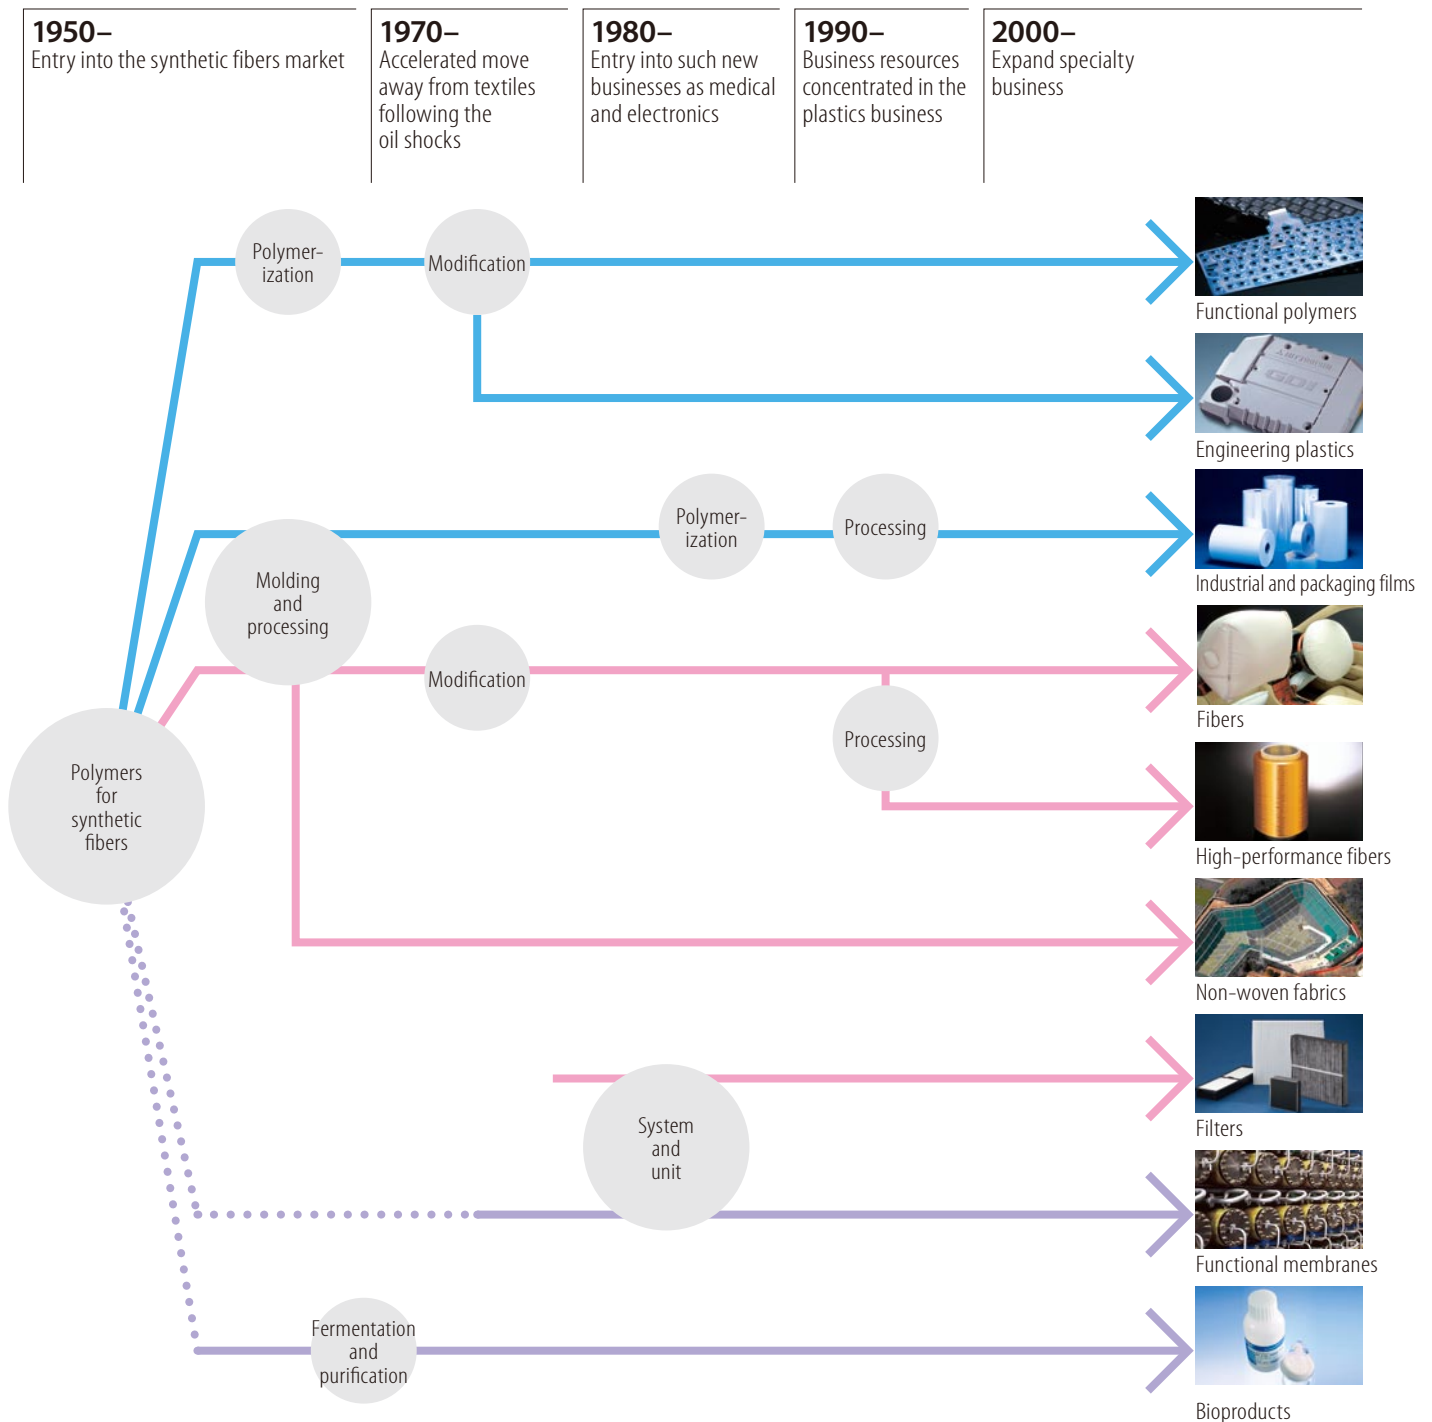 1950–
Entry into the synthetic fibers market
1970–
Accelerated move
away from textiles
following the
oil shocks
1980–
Entry into such new
businesses as medical
and electronics
1990–
Business resources
concentrated in the
plastics business
2000–
Expand specialty
business
Polymer-
ization
Modification
Functional polymers
Engineering plastics
Polymer-
ization
Processing
Industrial and packaging films
Molding
and
processing
Modification
Fibers
Processing
Polymers
for
synthetic
fibers
High-performance fibers
Non-woven fabrics
System
and
unit
Filters
Functional membranes
Fermentation
and
purification
Bioproducts